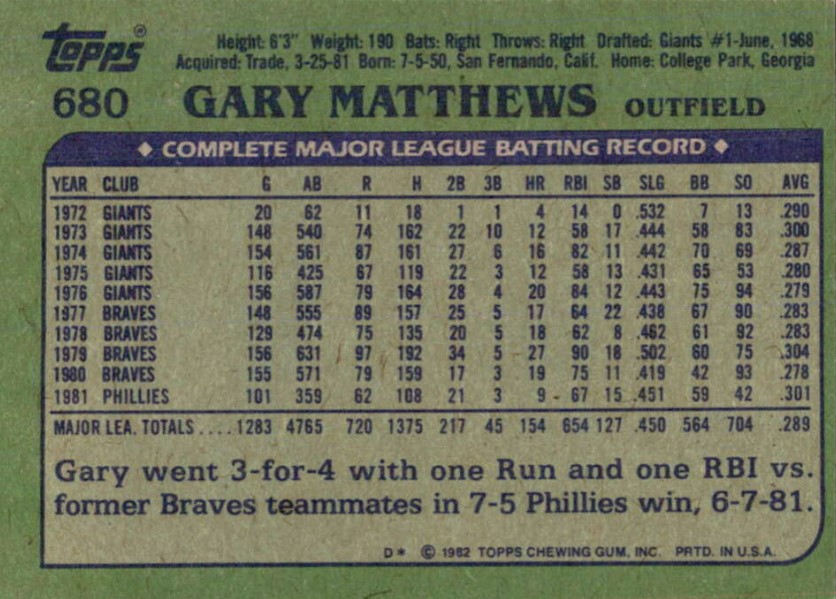 Topps®
Height: 6'3" Weight: 190 Bats: Right Throws: Right Drafted: Giants #1-June, 1968
Acquired: Trade, 3-25-81 Born: 7-5-50, San Fernando, Calif. Home: College Park, Georgia
680 GARY MATTHEWS OUTFIELD
◆ COMPLETE MAJOR LEAGUE BATTING RECORD ◆
YEAR CLUB G AB R H 2B 3B HR RBI SB SLG BB SO AVG
1972 GIANTS 20 62 11 18 1 1 4 14 0 .532 7 13 .290
1973 GIANTS 148 540 74 162 22 10 12 58 17 .444 58 83 .300
1974 GIANTS 154 561 87 161 27 6 16 82 11 .442 70 69 .287
1975 GIANTS 116 425 67 119 22 3 12 58 13 .431 65 53 .280
1976 GIANTS 156 587 79 164 28 4 20 84 12 .443 75 94 .279
1977 BRAVES 148 555 89 157 25 5 17 64 22 .438 67 90 .283
1978 BRAVES 129 474 75 135 20 5 18 62 8 .462 61 92 .283
1979 BRAVES 156 631 97 192 34 5 27 90 18 .502 60 75 .304
1980 BRAVES 155 571 79 159 17 3 19 75 11 .419 42 93 .278
1981 PHILLIES 101 359 62 108 21 3 9 67 15 .451 59 42 .301
MAJOR LEA. TOTALS .... 1283 4765 720 1375 217 45 154 654 127 .450 564 704 .289
Gary went 3-for-4 with one Run and one RBI vs.
former Braves teammates in 7-5 Phillies win, 6-7-81.
D* © 1982 TOPPS CHEWING GUM, INC. PRTD. IN U.S.A.